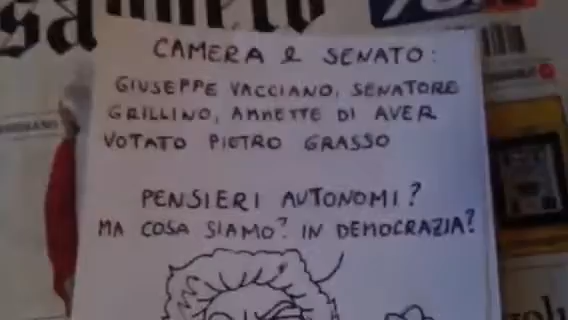 CAMERA & SENATO:
GIUSEPPE VACCIANO, SENATORE
GRILLINO, AMMETTE DI AVER
VOTATO PIETRO GRASSO
PENSIERI AUTONOMI?
MA COSA SIAMO? IN DEMOCRAZIA?